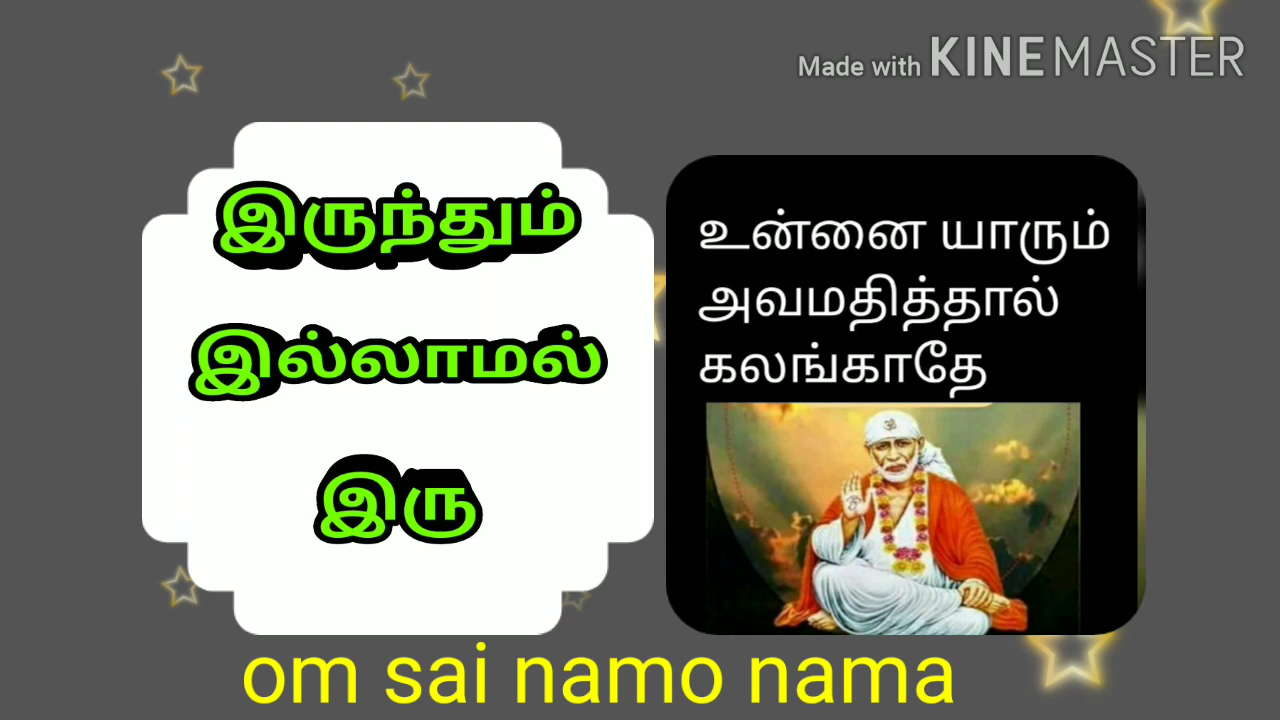 Made with KINEMASTER
இருந்தும்
இல்லாமல்
இரு
உன்னை யாரும்
அவமதித்தால்
கலங்காதே
ॐ
om sai namo nama